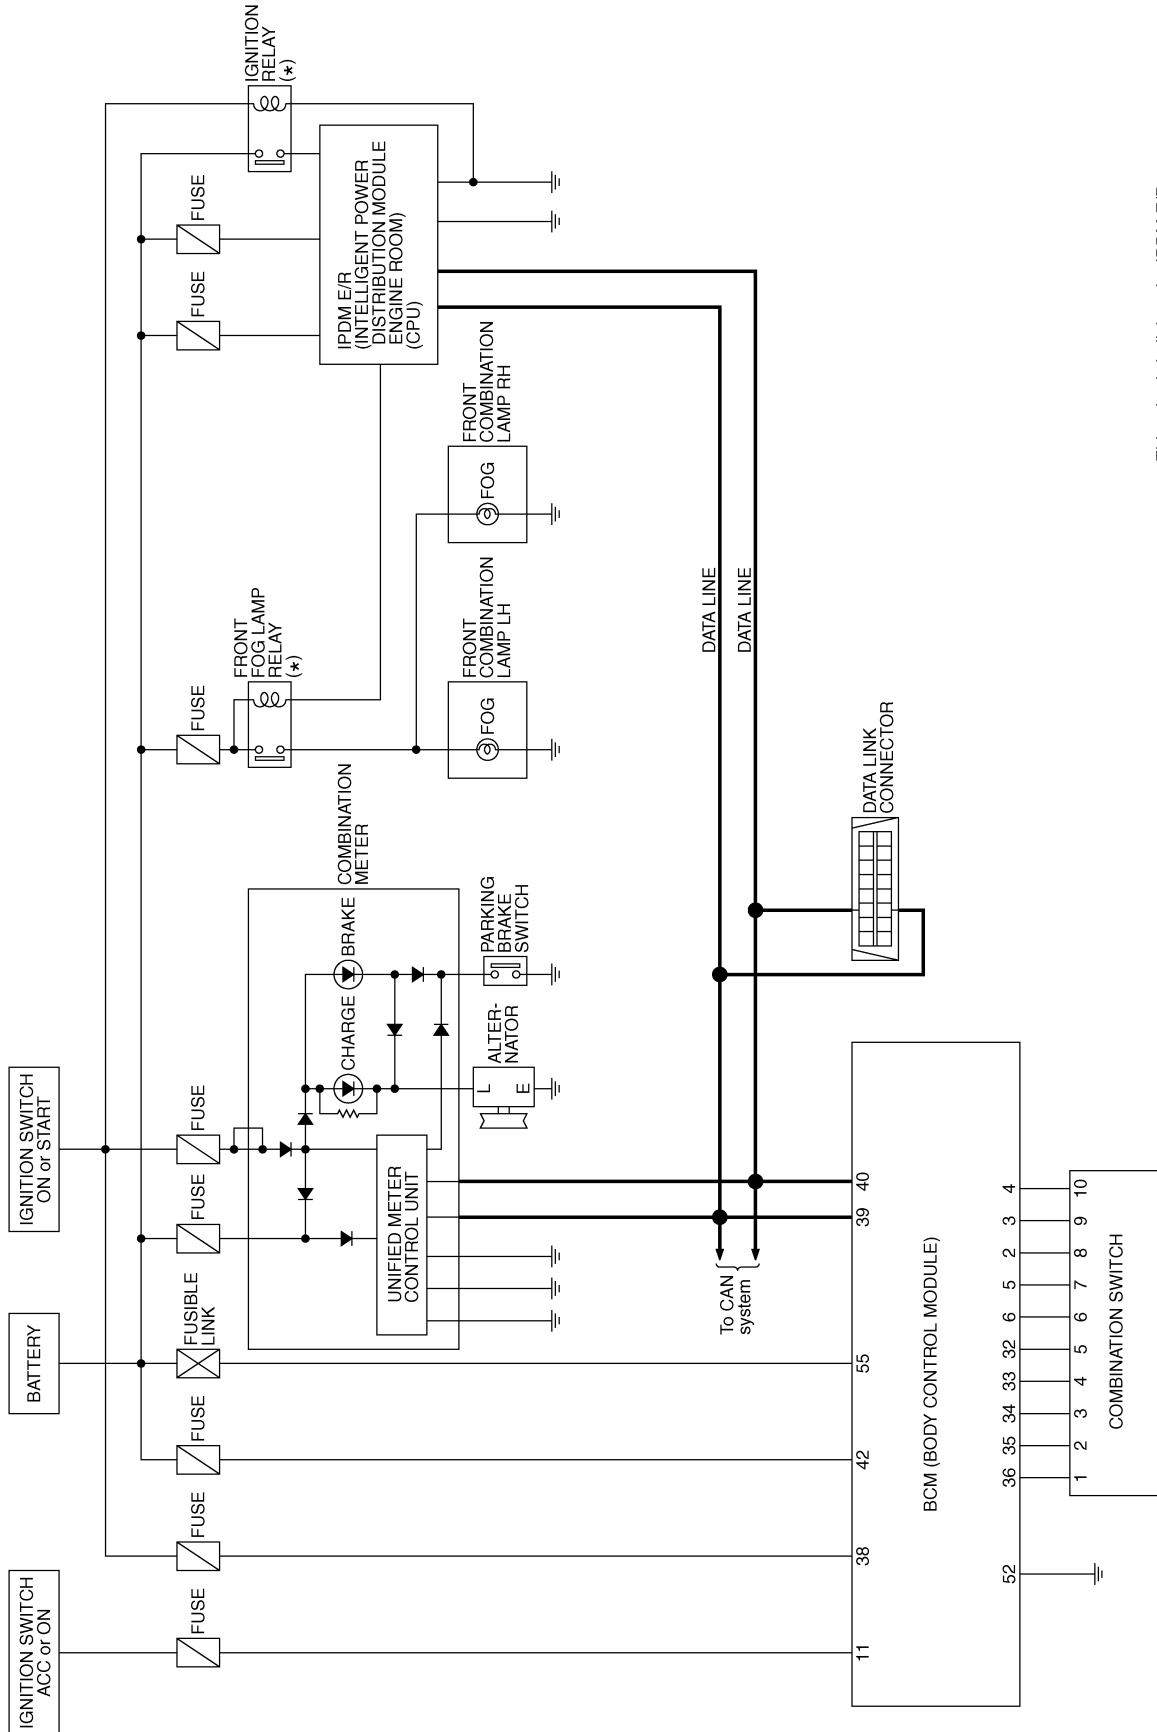 IGNITION SWITCH
ACC or ON
BATTERY
IGNITION SWITCH
ON or START
FUSE
FUSE
FUSE
FUSIBLE
LINK
FUSE
FUSE
FUSE
FUSE
FUSE
FRONT
FOG LAMP
RELAY
(*)
IGNITION
RELAY
(*)
COMBINATION
METER
CHARGE
BRAKE
UNIFIED METER
CONTROL UNIT
ALTER-
NATOR
L
E
PARKING
BRAKE
SWITCH
FRONT
COMBINATION
LAMP LH
FOG
FRONT
COMBINATION
LAMP RH
FOG
IPDM E/R
(INTELLIGENT POWER
DISTRIBUTION MODULE
ENGINE ROOM)
(CPU)
DATA LINE
DATA LINE
To CAN
system
DATA LINK
CONNECTOR
11
38
42
55
39
40
BCM (BODY CONTROL MODULE)
52
36
35
34
33
32
6
5
2
3
4
1
2
3
4
5
6
7
8
9
10
COMBINATION SWITCH